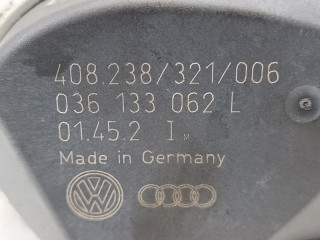 408.238/321/006
036 133 062 L
01.45.2 I M
Made in Germany